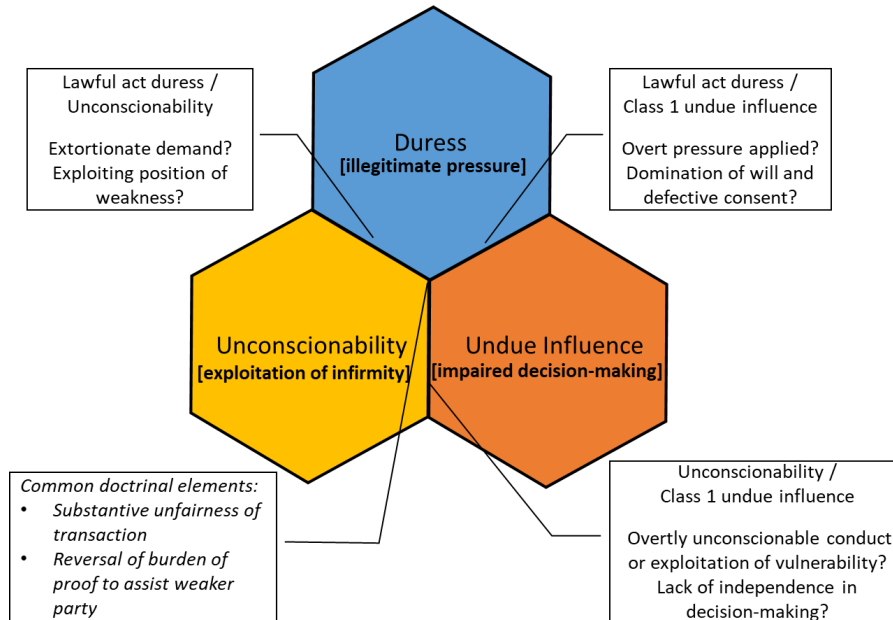 Lawful act duress /
Unconscionability
Extortionate demand?
Exploiting position of
weakness?
Duress
[illegitimate pressure]
Lawful act duress /
Class 1 undue influence
Overt pressure applied?
Domination of will and
defective consent?
Unconscionability
[exploitation of infirmity]
Undue Influence
[impaired decision-making]
Common doctrinal elements:
• Substantive unfairness of
transaction
• Reversal of burden of
proof to assist weaker
party
Unconscionability /
Class 1 undue influence
Overtly unconscionable conduct
or exploitation of vulnerability?
Lack of independence in
decision-making?